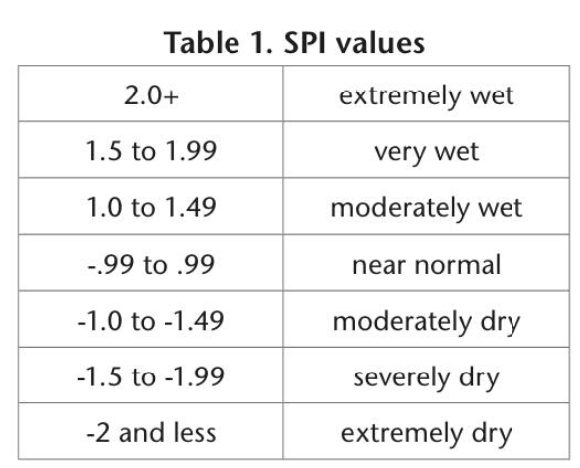 Table 1. SPI values
2.0+ extremely wet
1.5 to 1.99 very wet
1.0 to 1.49 moderately wet
-.99 to .99 near normal
-1.0 to -1.49 moderately dry
-1.5 to -1.99 severely dry
-2 and less extremely dry